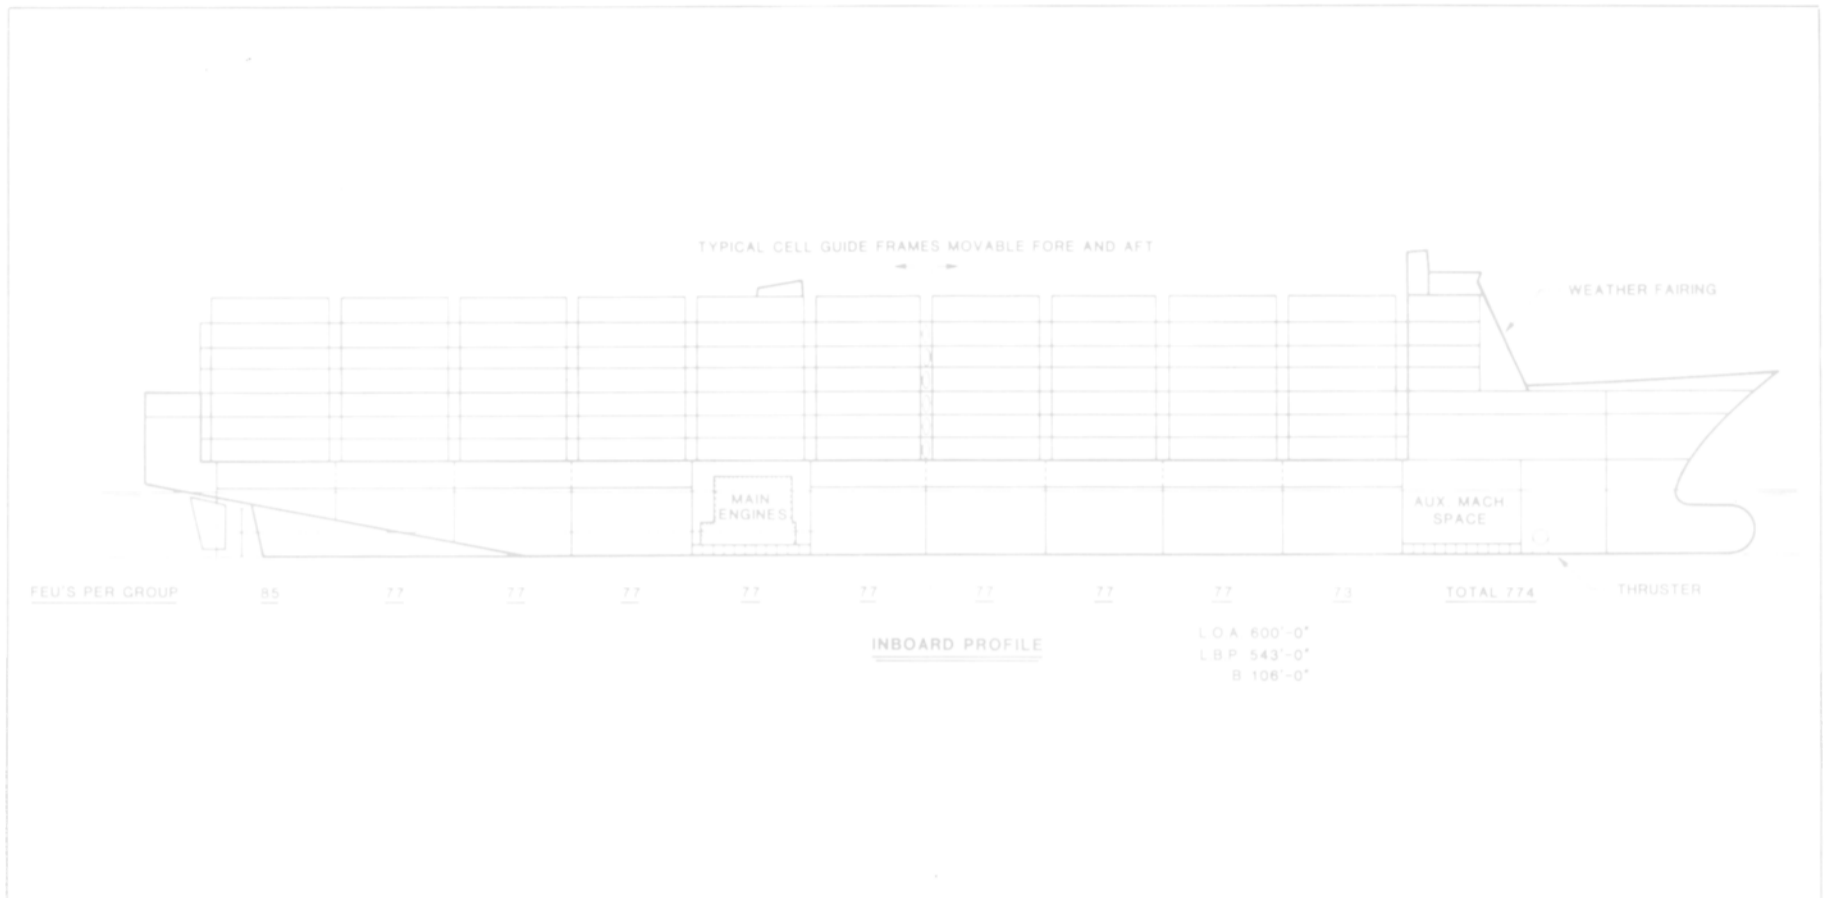 TYPICAL CELL GUIDE FRAMES MOVABLE FORE AND AFT
WEATHER FAIRING
MAIN
ENGINES
AUX. MACH
SPACE
FEU'S PER GROUP 85 77 77 77 77 77 77 77 77 73 TOTAL 774
THRUSTER
INBOARD PROFILE
L.O.A. 600'-0"
L.B.P. 543'-0"
B. 106'-0"